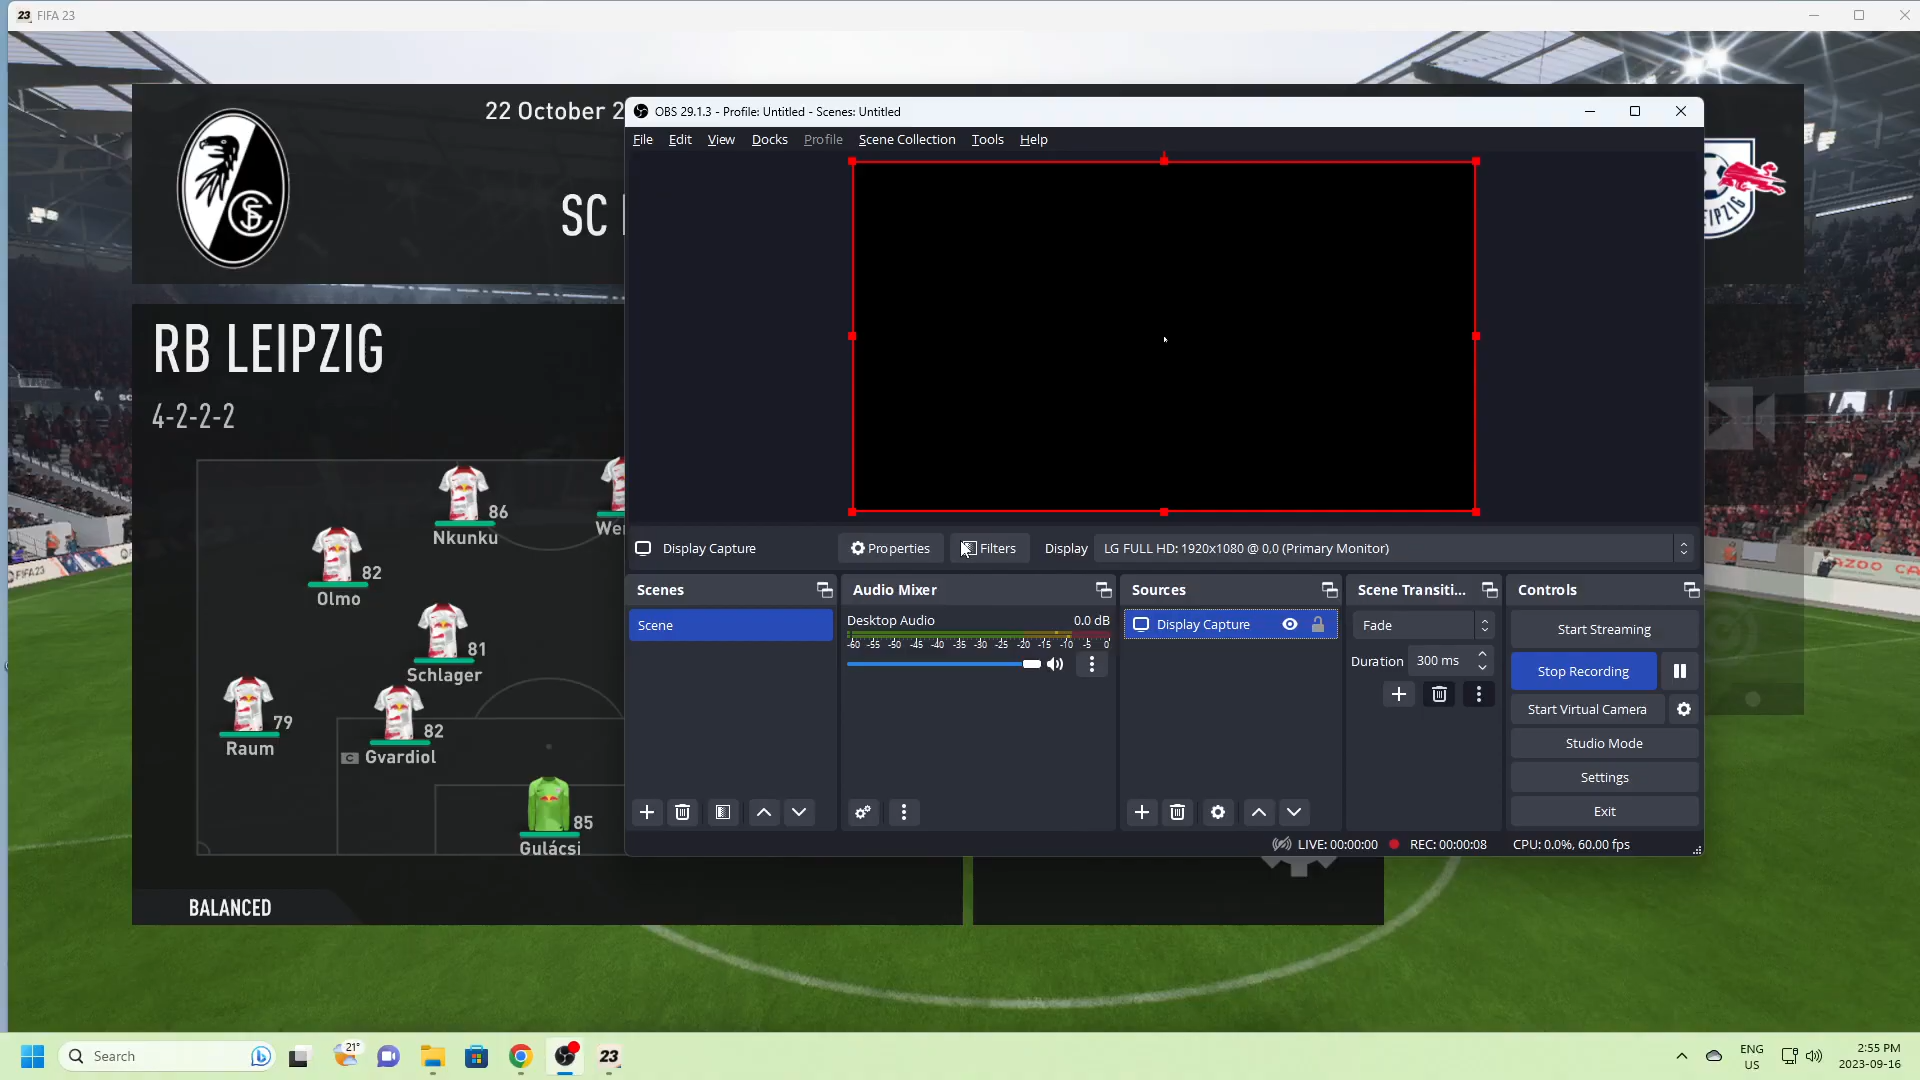 23 FIFA 23
22 October 2
SC
RB LEIPZIG
4-2-2-2
86
Nkunku
We
82
Olmo
81
Schlager
79
Raum
82
C Gvardiol
85
Gulácsi
BALANCED
EIPZIG
FIFA 23
OBS 29.1.3 - Profile: Untitled - Scenes: Untitled
File Edit View Docks Profile Scene Collection Tools Help
Display Capture Properties Filters Display LG FULL HD: 1920x1080 @ 0,0 (Primary Monitor)
Scenes
Scene
Audio Mixer
Desktop Audio 0.0 dB
-60 -55 -50 -45 -40 -35 -30 -25 -20 -15 -10 -5 0
Sources
Display Capture
Scene Transiti...
Fade
Duration 300 ms
Controls
Start Streaming
Stop Recording
Start Virtual Camera
Studio Mode
Settings
Exit
LIVE: 00:00:00 REC: 00:00:08 CPU: 0.0%, 60.00 fps
Search
21°
23
ENG
US
2:55 PM
2023-09-16